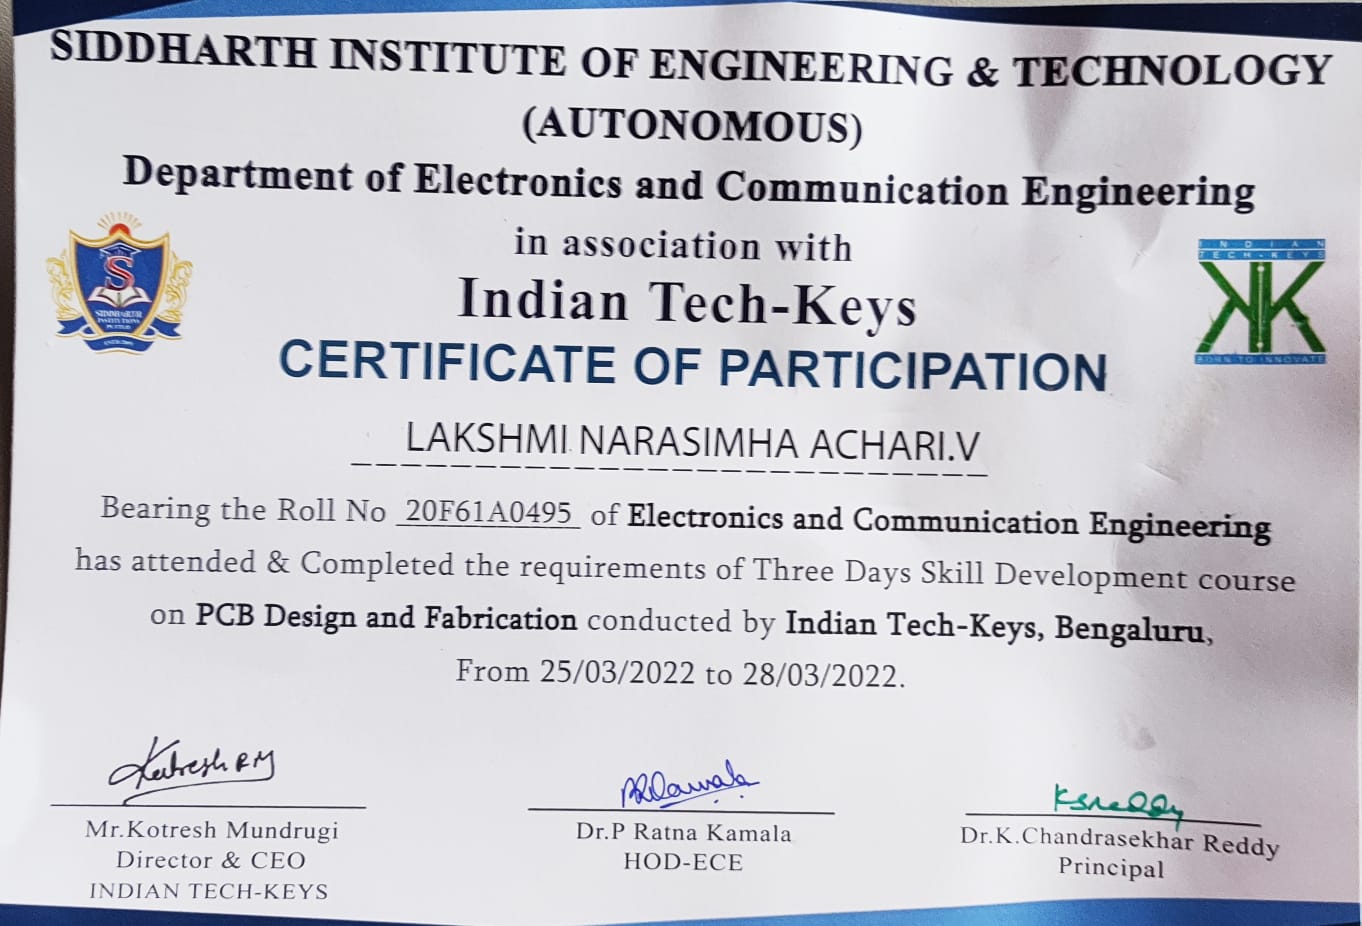 SIDDHARTH INSTITUTE OF ENGINEERING & TECHNOLOGY
(AUTONOMOUS)
Department of Electronics and Communication Engineering
in association with
Indian Tech-Keys
CERTIFICATE OF PARTICIPATION
S
SIDDHARTH
INSTITUTIONS
PUTTUR
INDIAN
TECH-KEYS
BORN TO INNOVATE
LAKSHMI NARASIMHA ACHARI.V
Bearing the Roll No 20F61A0495 of Electronics and Communication Engineering
has attended & Completed the requirements of Three Days Skill Development course
on PCB Design and Fabrication conducted by Indian Tech-Keys, Bengaluru,
From 25/03/2022 to 28/03/2022.
Kotresh R M
Mr.Kotresh Mundrugi
Director & CEO
INDIAN TECH-KEYS
Dr.P Ratna Kamala
HOD-ECE
KSReddy
Dr.K.Chandrasekhar Reddy
Principal